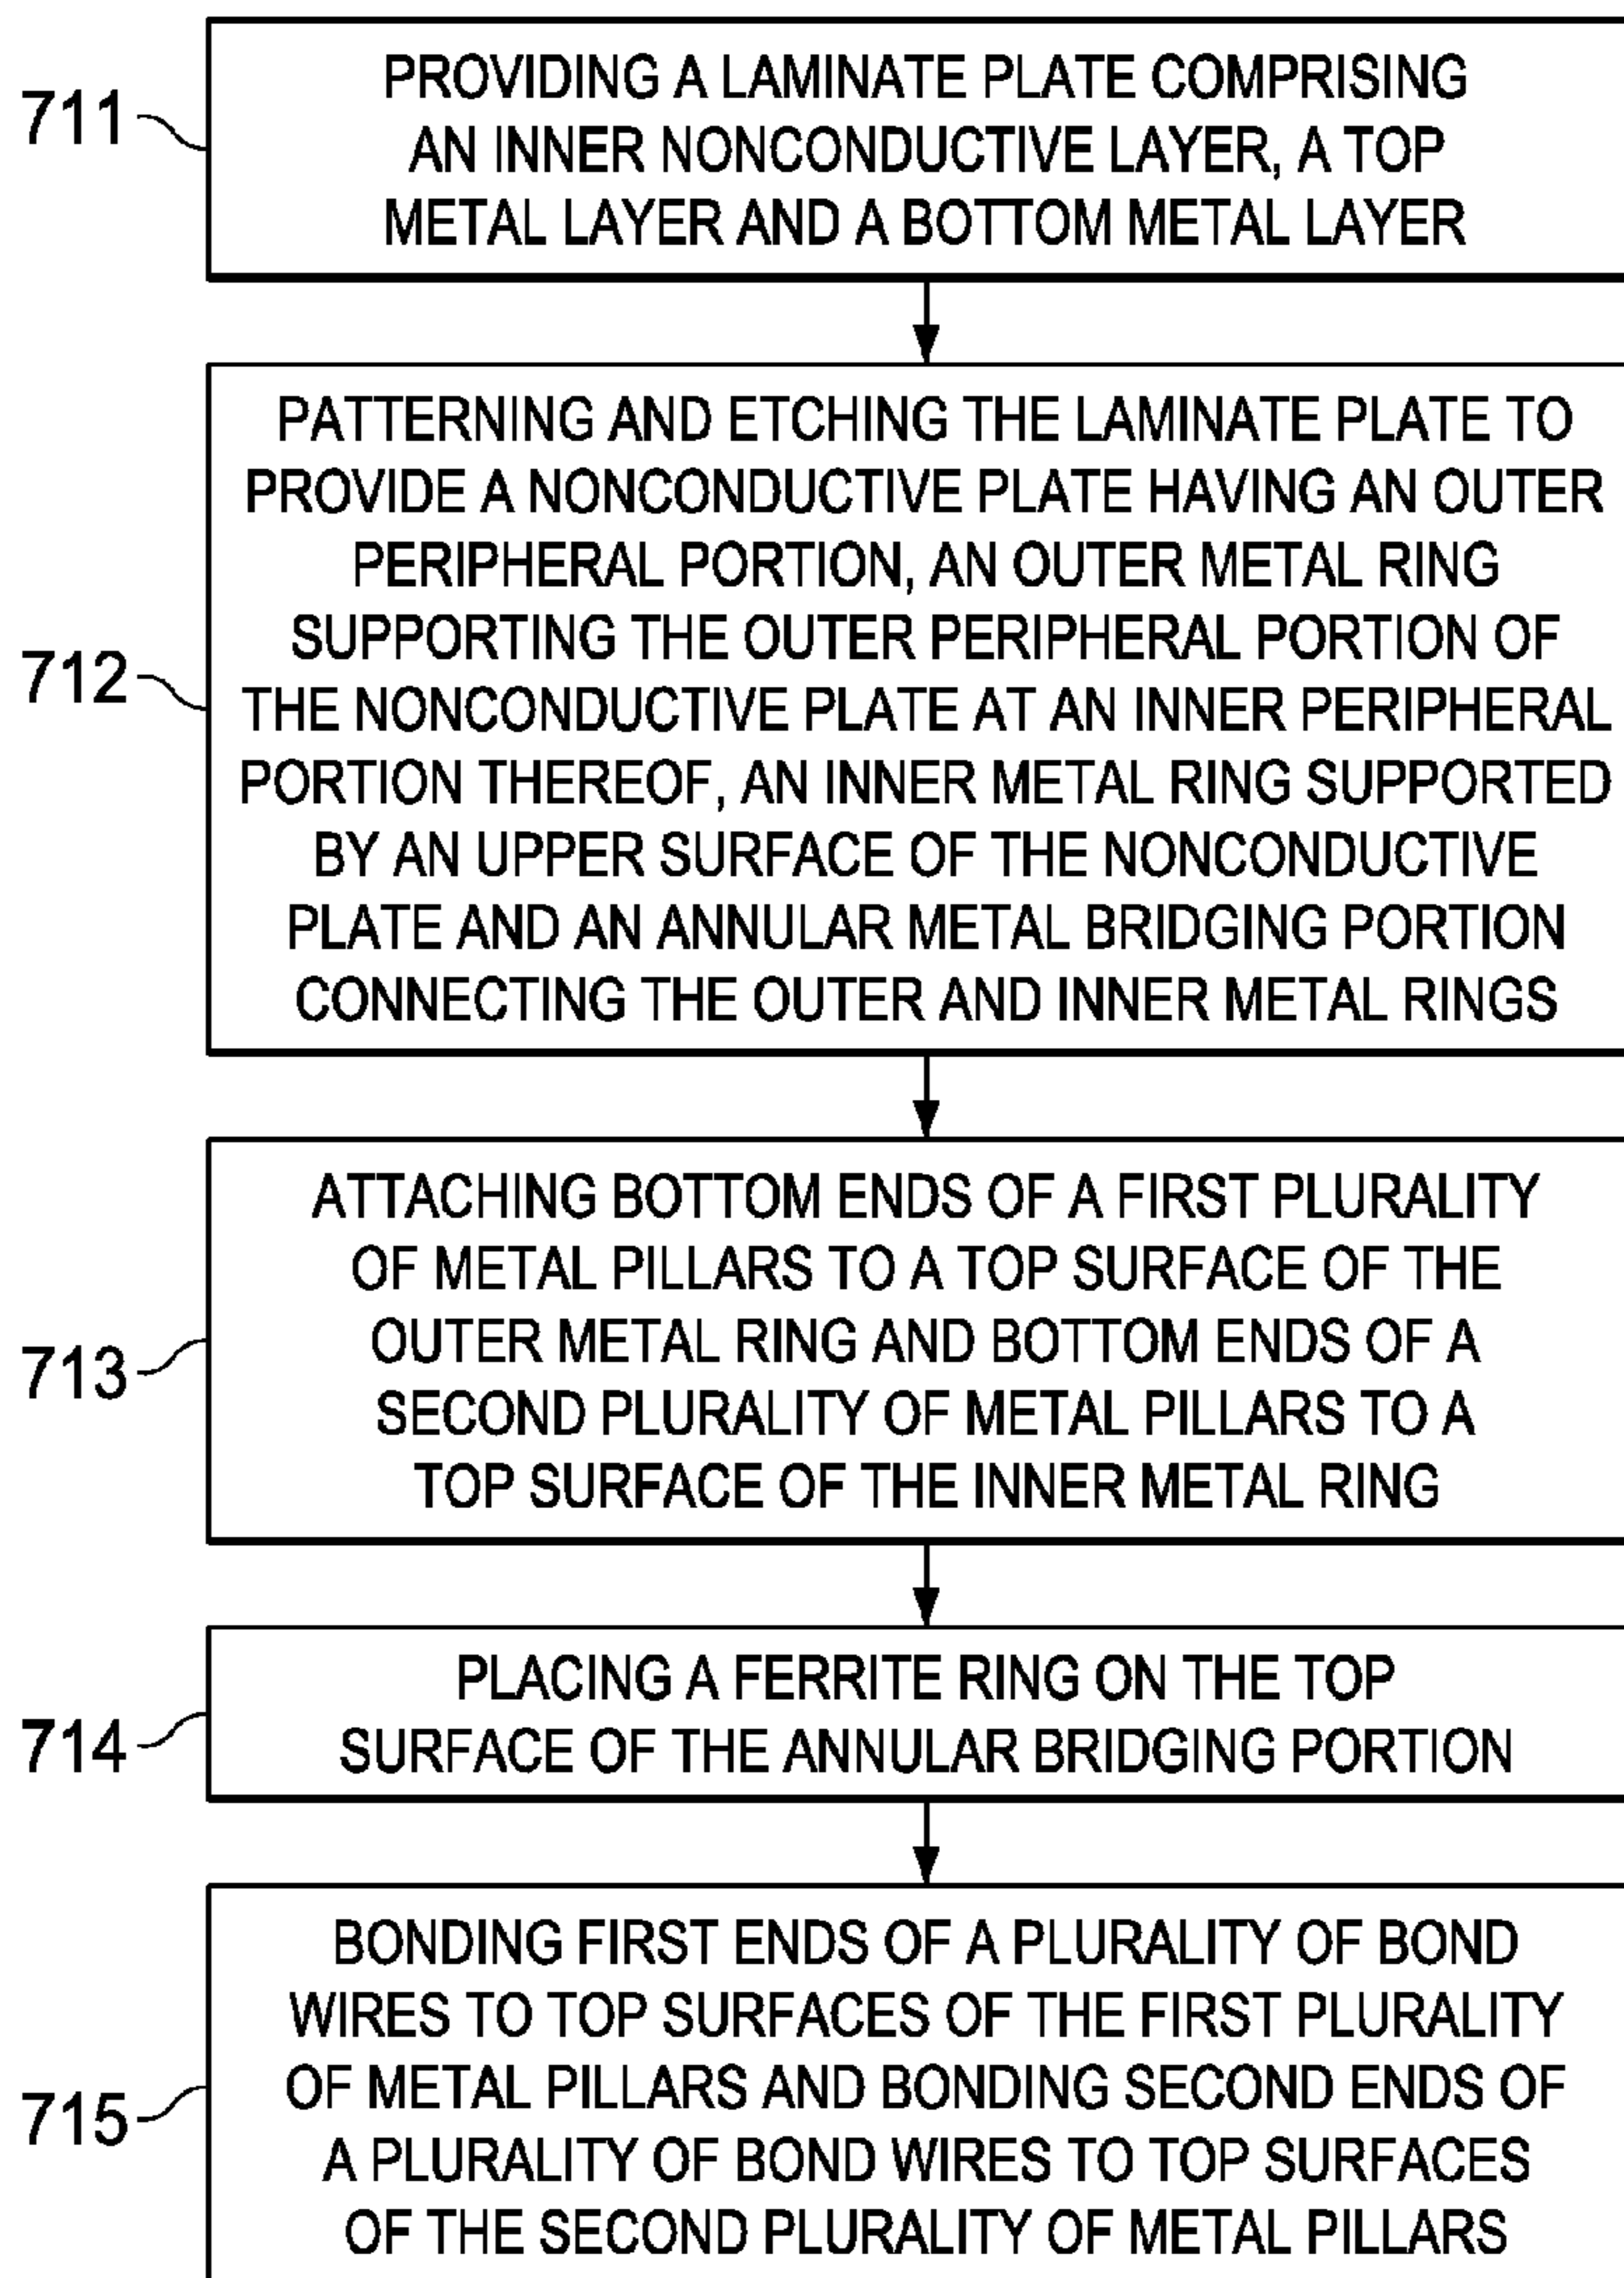 711
PROVIDING A LAMINATE PLATE COMPRISING
AN INNER NONCONDUCTIVE LAYER, A TOP
METAL LAYER AND A BOTTOM METAL LAYER
712
PATTERNING AND ETCHING THE LAMINATE PLATE TO
PROVIDE A NONCONDUCTIVE PLATE HAVING AN OUTER
PERIPHERAL PORTION, AN OUTER METAL RING
SUPPORTING THE OUTER PERIPHERAL PORTION OF
THE NONCONDUCTIVE PLATE AT AN INNER PERIPHERAL
PORTION THEREOF, AN INNER METAL RING SUPPORTED
BY AN UPPER SURFACE OF THE NONCONDUCTIVE
PLATE AND AN ANNULAR METAL BRIDGING PORTION
CONNECTING THE OUTER AND INNER METAL RINGS
713
ATTACHING BOTTOM ENDS OF A FIRST PLURALITY
OF METAL PILLARS TO A TOP SURFACE OF THE
OUTER METAL RING AND BOTTOM ENDS OF A
SECOND PLURALITY OF METAL PILLARS TO A
TOP SURFACE OF THE INNER METAL RING
714
PLACING A FERRITE RING ON THE TOP
SURFACE OF THE ANNULAR BRIDGING PORTION
715
BONDING FIRST ENDS OF A PLURALITY OF BOND
WIRES TO TOP SURFACES OF THE FIRST PLURALITY
OF METAL PILLARS AND BONDING SECOND ENDS OF
A PLURALITY OF BOND WIRES TO TOP SURFACES
OF THE SECOND PLURALITY OF METAL PILLARS